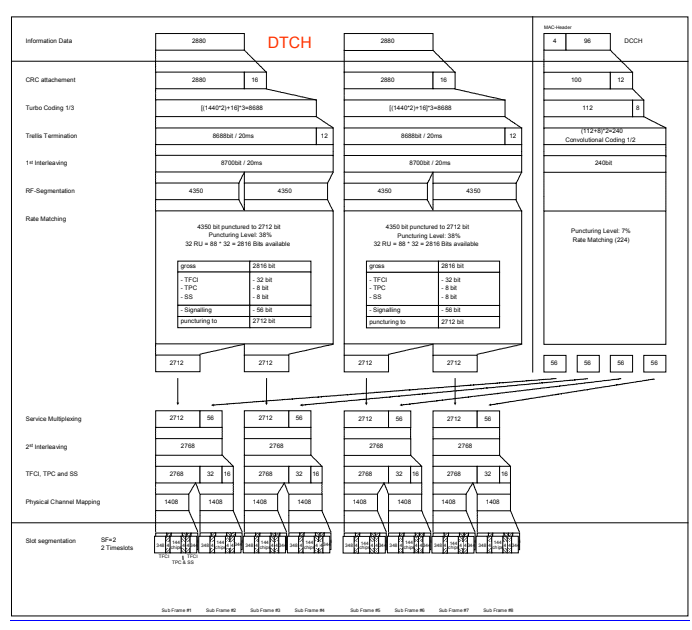 MAC-Header
Information Data 2880 DTCH 2880 4 96 DCCH
CRC attachement 2880 16 2880 16 100 12
Turbo Coding 1/3 [(1440*2)+16]*3=8688 [(1440*2)+16]*3=8688 112 8
(112+8)*2=240
Trellis Termination 8688bit / 20ms 12 8688bit / 20ms 12 Convolutional Coding 1/2
1st Interleaving 8700bit / 20ms 8700bit / 20ms 240bit
RF-Segmentation 4350 4350 4350 4350
Rate Matching
4350 bit punctured to 2712 bit
Puncturing Level: 38%
32 RU = 88 * 32 = 2816 Bits available
gross 2816 bit
- TFCI - 32 bit
- TPC - 8 bit
- SS - 8 bit
- Signalling - 56 bit
puncturing to 2712 bit
4350 bit punctured to 2712 bit
Puncturing Level: 38%
32 RU = 88 * 32 = 2816 Bits available
gross 2816 bit
- TFCI - 32 bit
- TPC - 8 bit
- SS - 8 bit
- Signalling - 56 bit
puncturing to 2712 bit
Puncturing Level: 7%
Rate Matching (224)
2712 2712 2712 2712 56 56 56 56
Service Multiplexing 2712 56 2712 56 2712 56 2712 56
2nd Interleaving 2768 2768 2768 2768
TFCI, TPC and SS 2768 32 16 2768 32 16 2768 32 16 2768 32 16
Physical Channel Mapping 1408 1408 1408 1408 1408 1408 1408 1408
Slot segmentation SF=2
2 Timeslots
348 4 144 chips 4 4
TFCI TFCI
TPC & SS
Sub Frame #1 Sub Frame #2 Sub Frame #3 Sub Frame #4 Sub Frame #5 Sub Frame #6 Sub Frame #7 Sub Frame #8